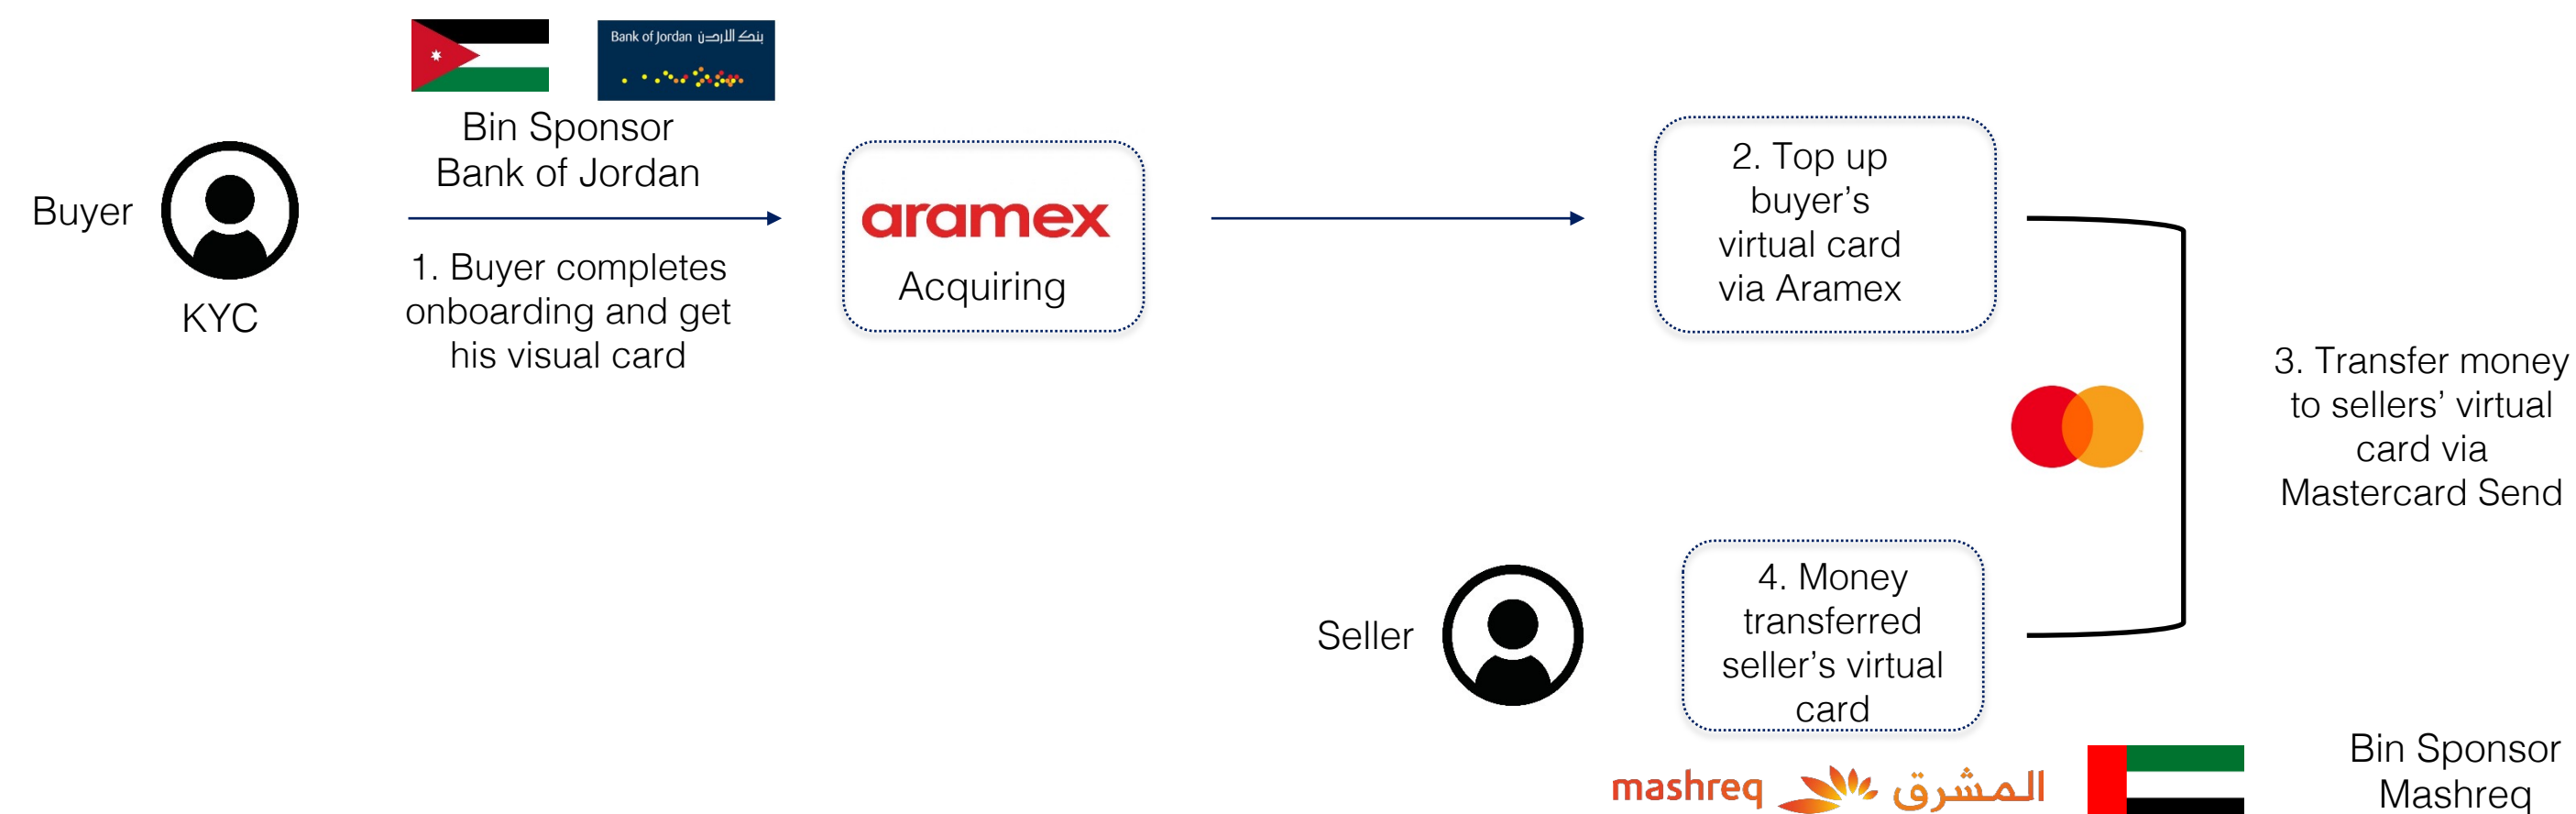 Bank of Jordan بنك الاردن
Bin Sponsor
Bank of Jordan
Buyer
KYC
1. Buyer completes
onboarding and get
his visual card
aramex
Acquiring
2. Top up
buyer’s
virtual card
via Aramex
3. Transfer money
to sellers’ virtual
card via
Mastercard Send
Seller
4. Money
transferred
seller’s virtual
card
mashreq المشرق
Bin Sponsor
Mashreq